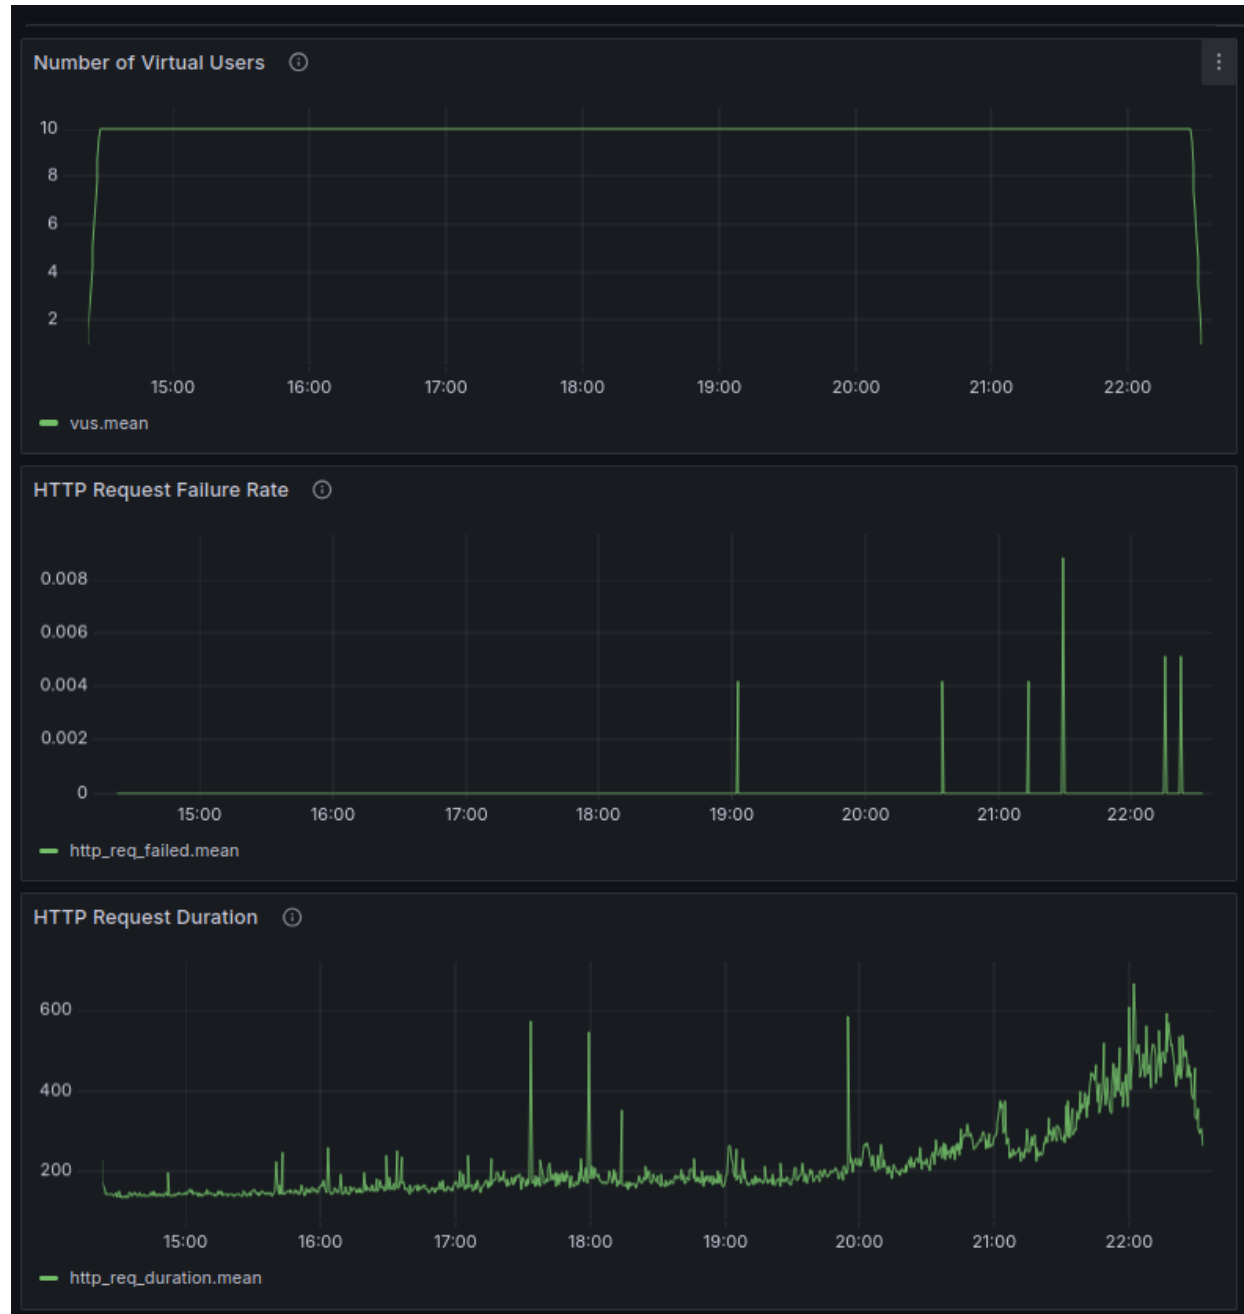 Number of Virtual Users
10
8
6
4
2
15:00 16:00 17:00 18:00 19:00 20:00 21:00 22:00
vus.mean
HTTP Request Failure Rate
0.008
0.006
0.004
0.002
0
15:00 16:00 17:00 18:00 19:00 20:00 21:00 22:00
http_req_failed.mean
HTTP Request Duration
600
400
200
15:00 16:00 17:00 18:00 19:00 20:00 21:00 22:00
http_req_duration.mean